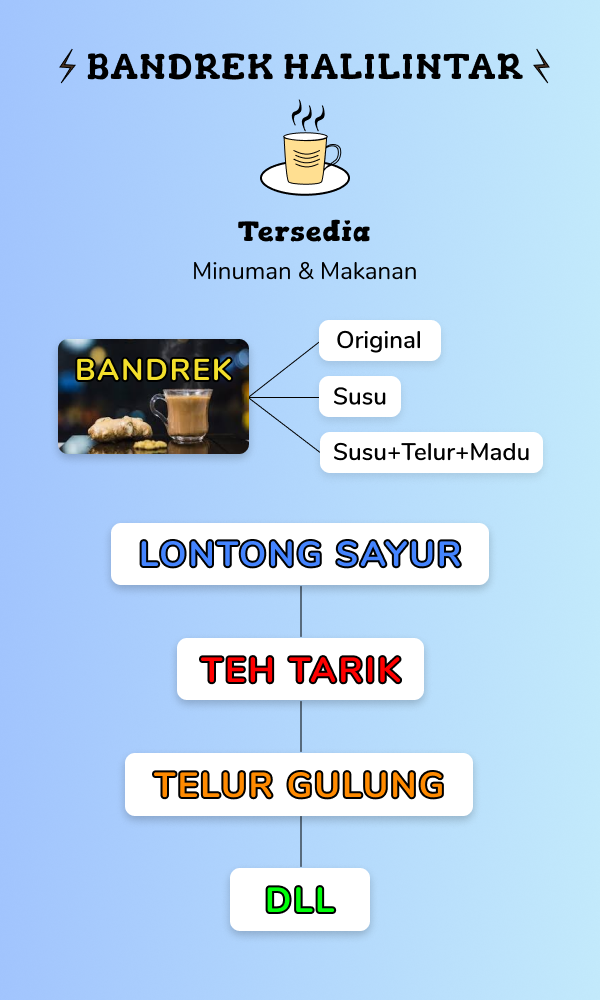 BANDREK HALILINTAR
Tersedia
Minuman & Makanan
BANDREK
Original
Susu
Susu+Telur+Madu
LONTONG SAYUR
TEH TARIK
TELUR GULUNG
DLL